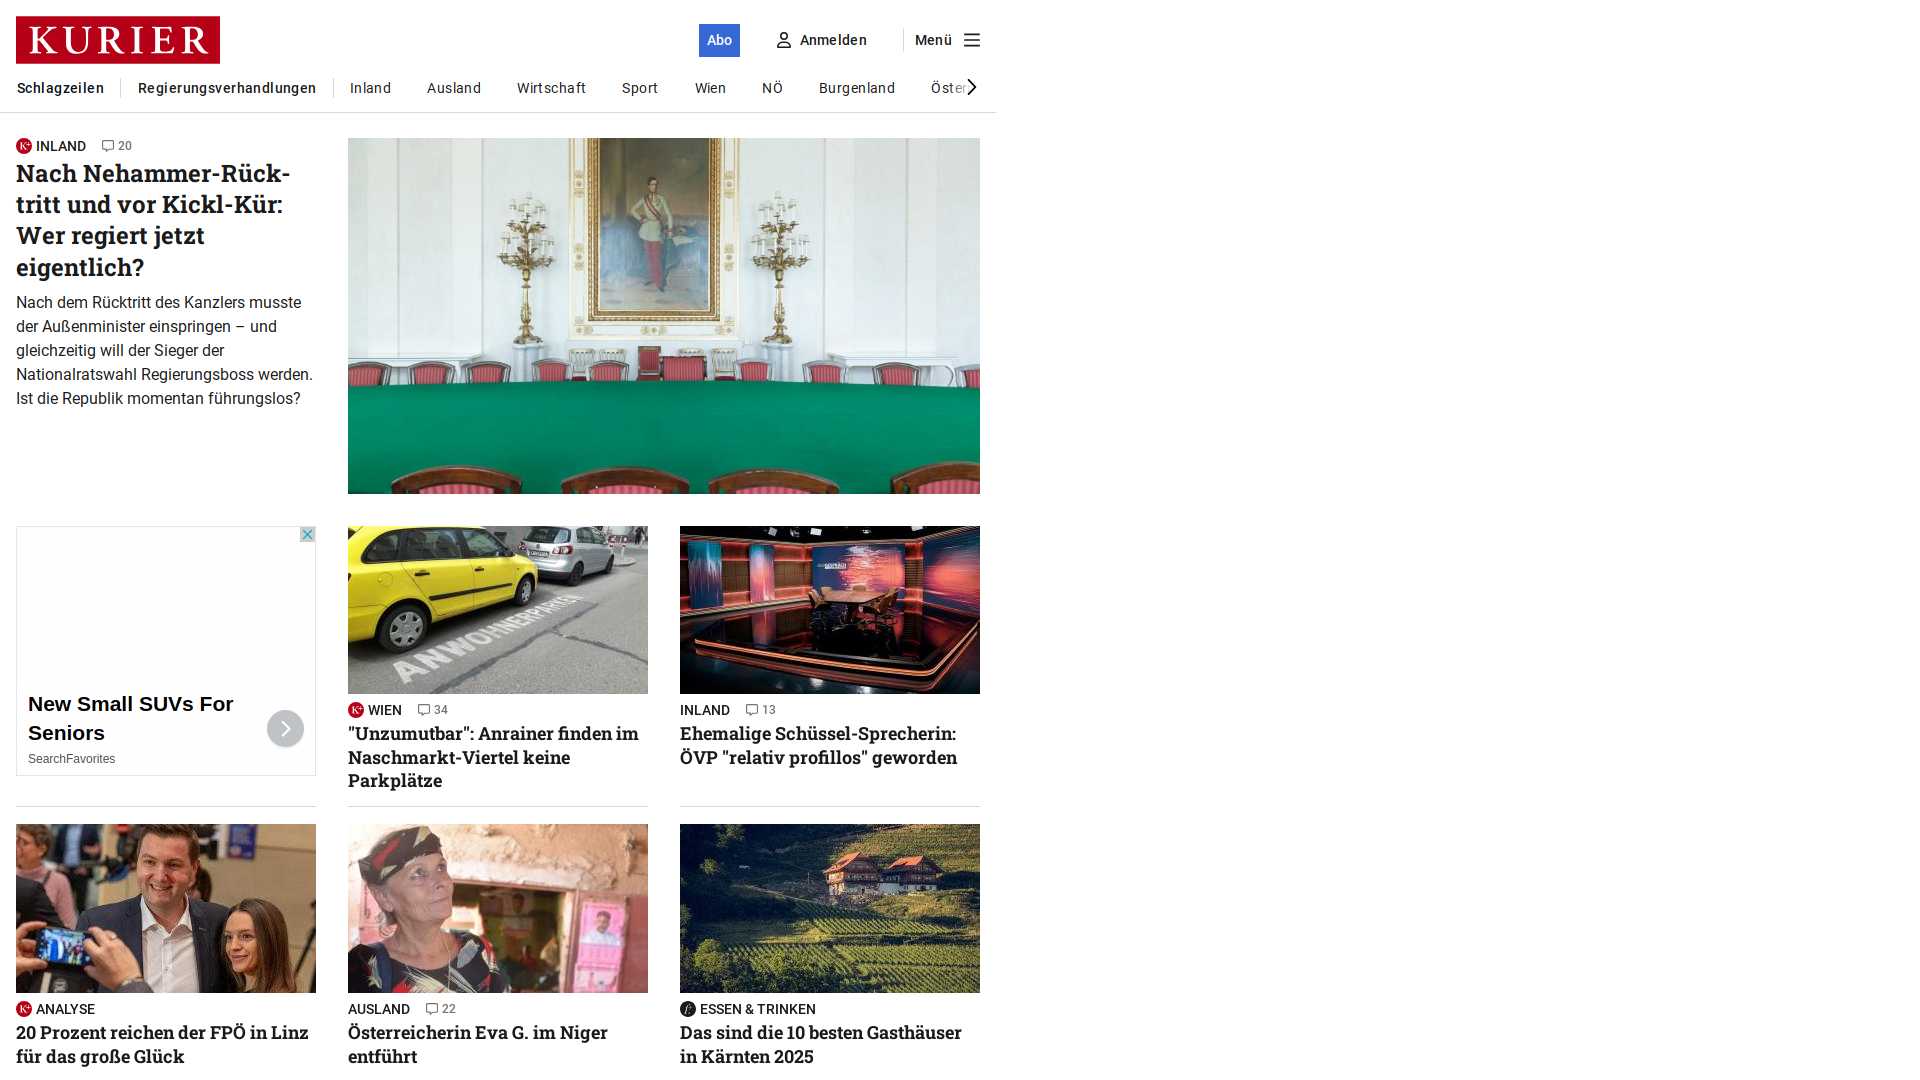 KURIER
Abo
Anmelden
Menü
Schlagzeilen
Regierungsverhandlungen
Inland
Ausland
Wirtschaft
Sport
Wien
NÖ
Burgenland
Öster
INLAND 20
Nach Nehammer-Rück-
tritt und vor Kickl-Kür:
Wer regiert jetzt
eigentlich?
Nach dem Rücktritt des Kanzlers musste
der Außenminister einspringen – und
gleichzeitig will der Sieger der
Nationalratswahl Regierungsboss werden.
Ist die Republik momentan führungslos?
New Small SUVs For
Seniors
SearchFavorites
ANWOHNERPARKEN
WIEN 34
"Unzumutbar": Anrainer finden im
Naschmarkt-Viertel keine
Parkplätze
INLAND 13
Ehemalige Schüssel-Sprecherin:
ÖVP "relativ profillos" geworden
ANALYSE
20 Prozent reichen der FPÖ in Linz
für das große Glück
AUSLAND 22
Österreicherin Eva G. im Niger
entführt
ESSEN & TRINKEN
Das sind die 10 besten Gasthäuser
in Kärnten 2025